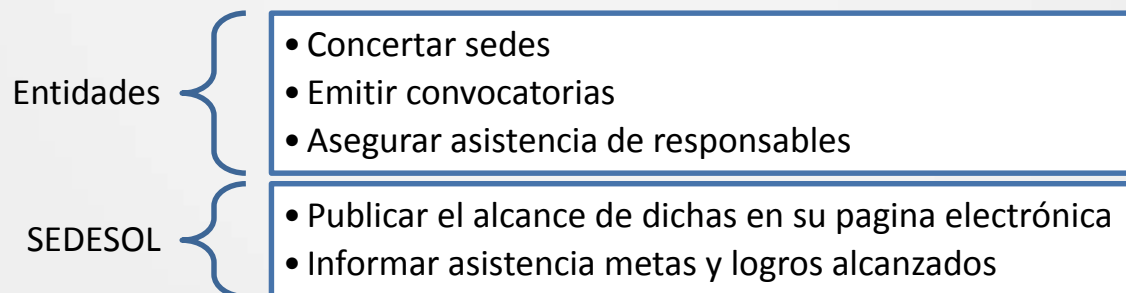 Entidades
• Concertar sedes
• Emitir convocatorias
• Asegurar asistencia de responsables
SEDESOL
• Publicar el alcance de dichas en su pagina electrónica
• Informar asistencia metas y logros alcanzados